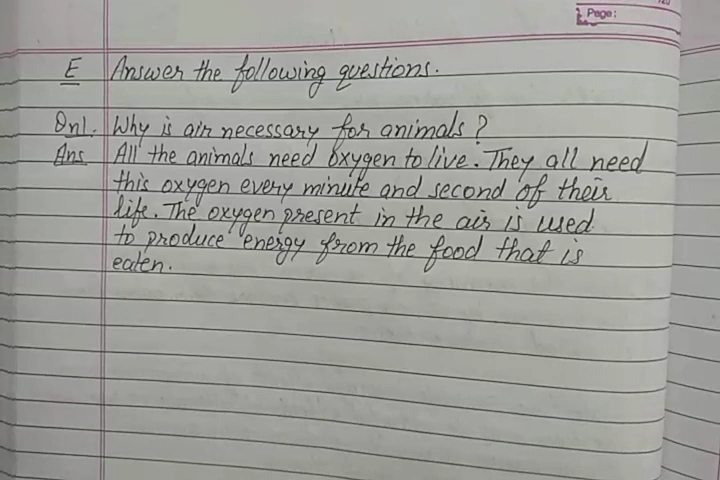 Page:
E Answer the following questions.
Qn1. Why is air necessary for animals?
Ans All the animals need oxygen to live. They all need
this oxygen every minute and second of their
life. The oxygen present in the air is used
to produce energy from the food that is
eaten.